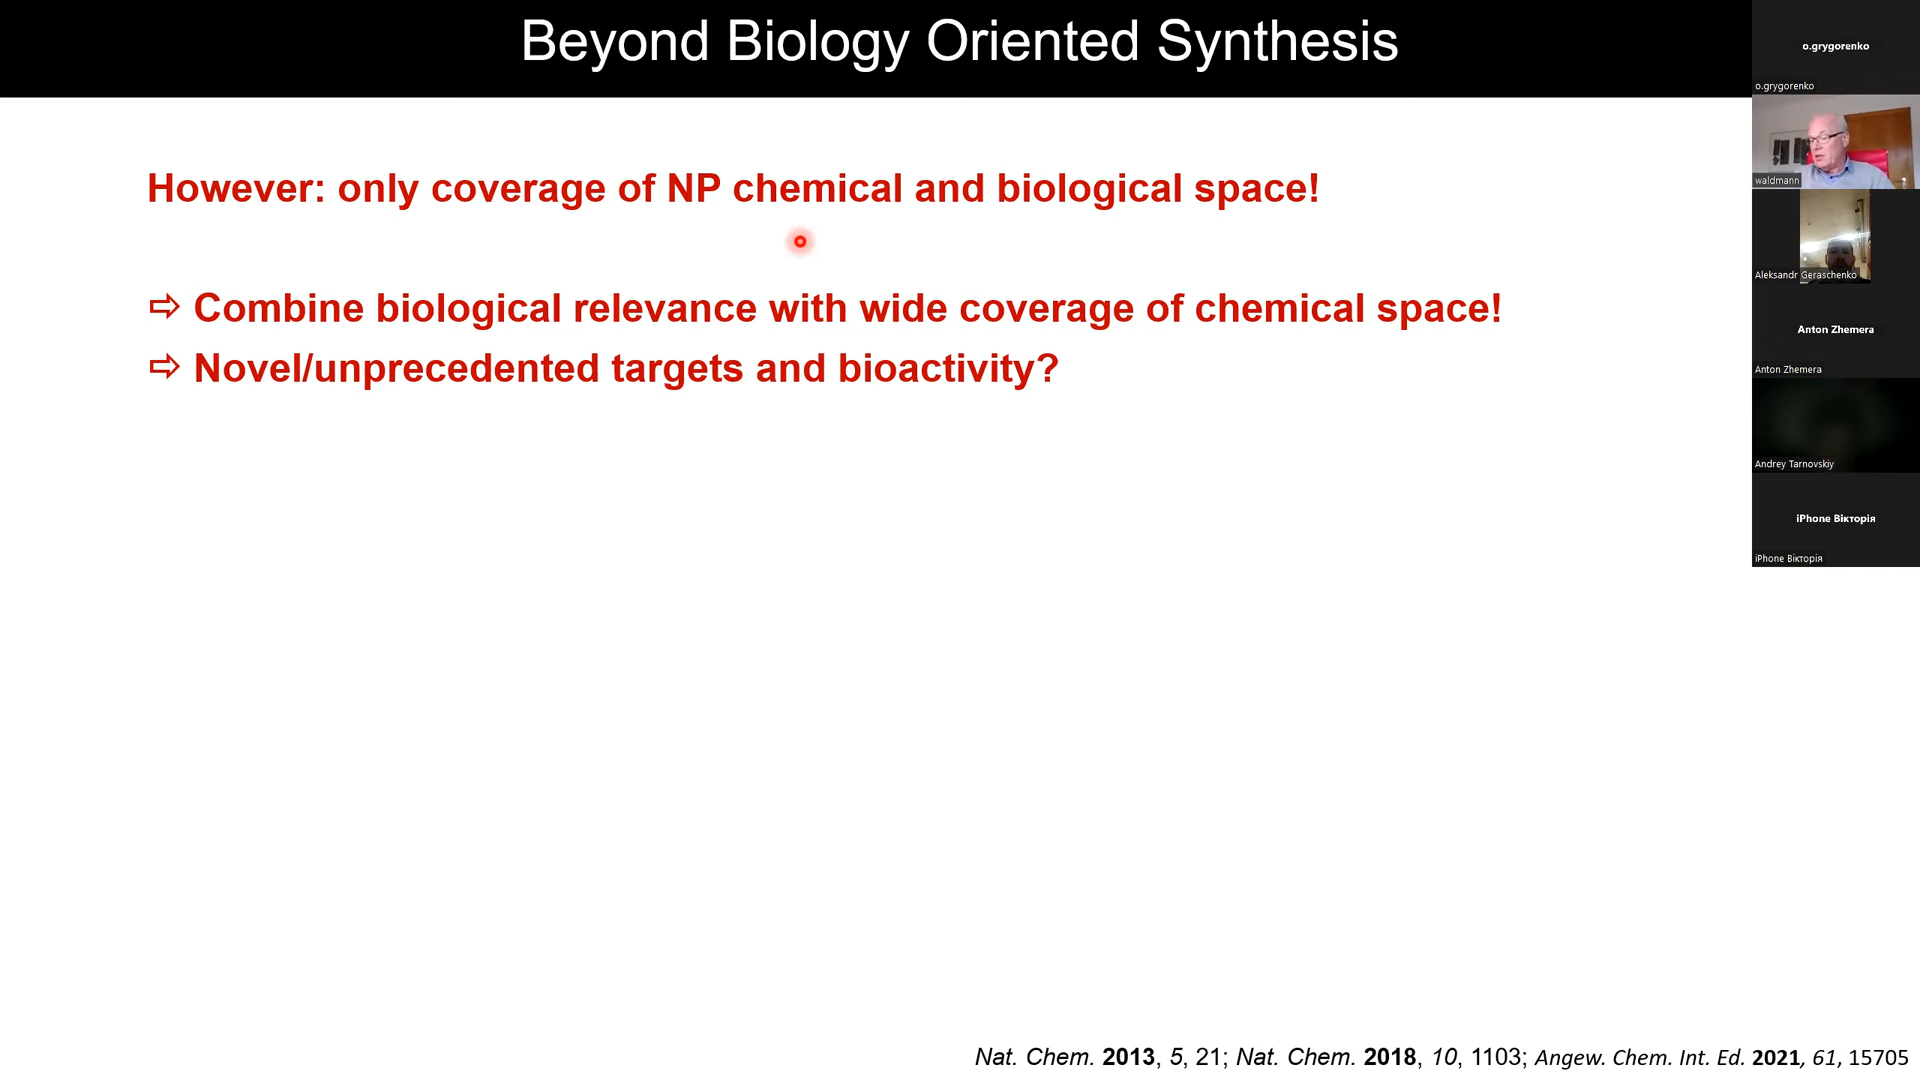 Beyond Biology Oriented Synthesis
However: only coverage of NP chemical and biological space!
⇨ Combine biological relevance with wide coverage of chemical space!
⇨ Novel/unprecedented targets and bioactivity?
Nat. Chem. 2013, 5, 21; Nat. Chem. 2018, 10, 1103; Angew. Chem. Int. Ed. 2021, 61, 15705
o.grygorenko
o.grygorenko
waldmann
Aleksandr Geraschenko
Anton Zhemera
Anton Zhemera
Andrey Tarnovskiy
iPhone Вікторія
iPhone Вікторія